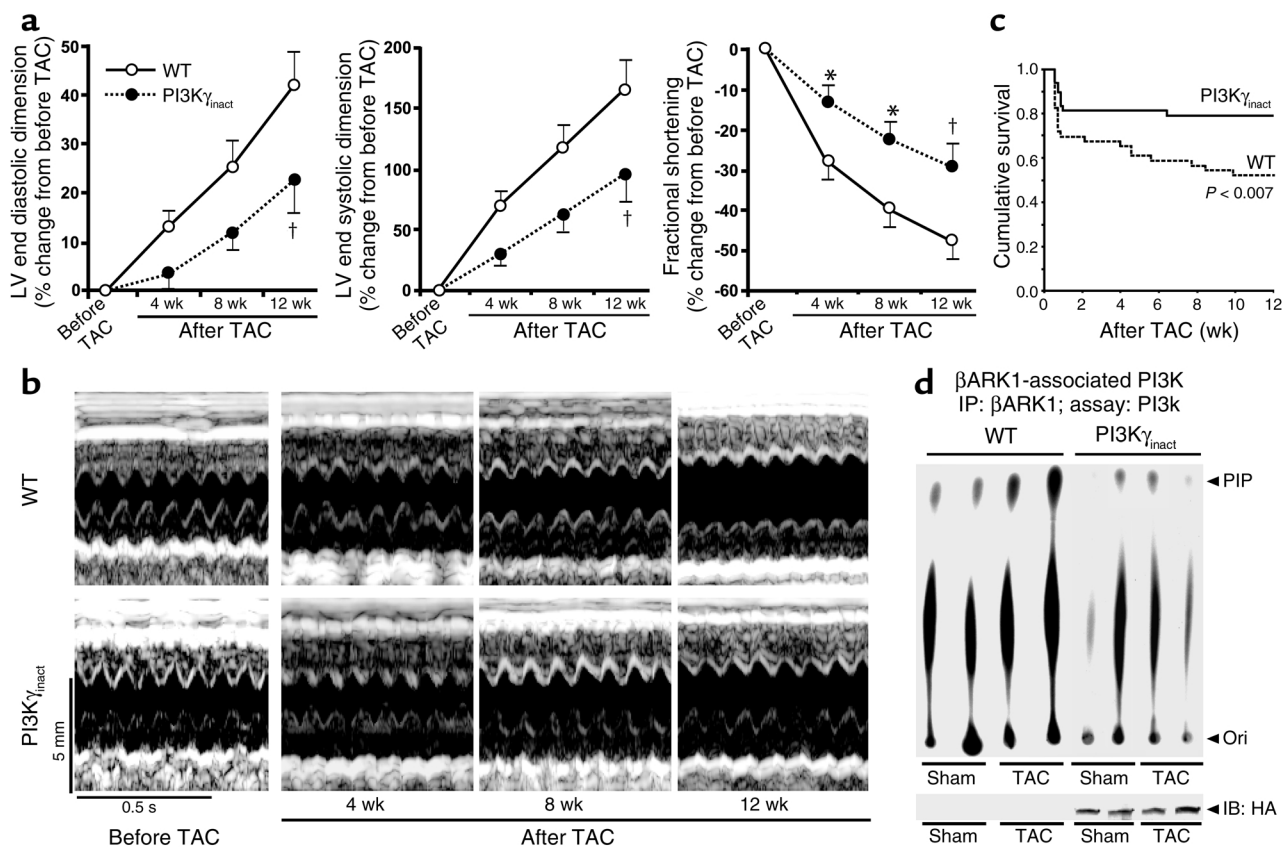 a
LV end diastolic dimension
(% change from before TAC)
50
40
30
20
10
0
WT
PI3Kγinact
†
Before
TAC
4 wk
8 wk
12 wk
After TAC
LV end systolic dimension
(% change from before TAC)
200
150
100
50
0
†
Before
TAC
4 wk
8 wk
12 wk
After TAC
Fractional shortening
(% change from before TAC)
0
-10
-20
-30
-40
-50
-60
*
*
†
Before
TAC
4 wk
8 wk
12 wk
After TAC
c
Cumulative survival
1.0
0.8
0.6
0.4
0.2
0.0
PI3Kγinact
WT
P < 0.007
0 2 4 6 8 10 12
After TAC (wk)
b
WT
PI3Kγinact
5 mm
0.5 s
4 wk
8 wk
12 wk
Before TAC
After TAC
d
βARK1-associated PI3K
IP: βARK1; assay: PI3k
WT
PI3Kγinact
PIP
Ori
Sham
TAC
Sham
TAC
IB: HA
Sham
TAC
Sham
TAC